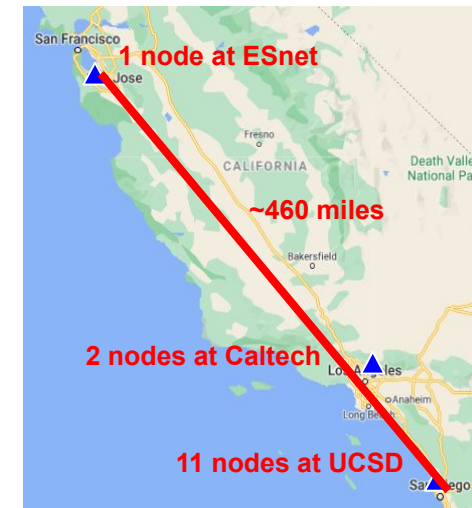 San Francisco
1 node at ESnet
Jose
Fresno
CALIFORNIA
Death Valle
National Pa
~460 miles
Bakersfield
2 nodes at Caltech
Los Angeles
Anaheim
Long Beach
11 nodes at UCSD
San Diego